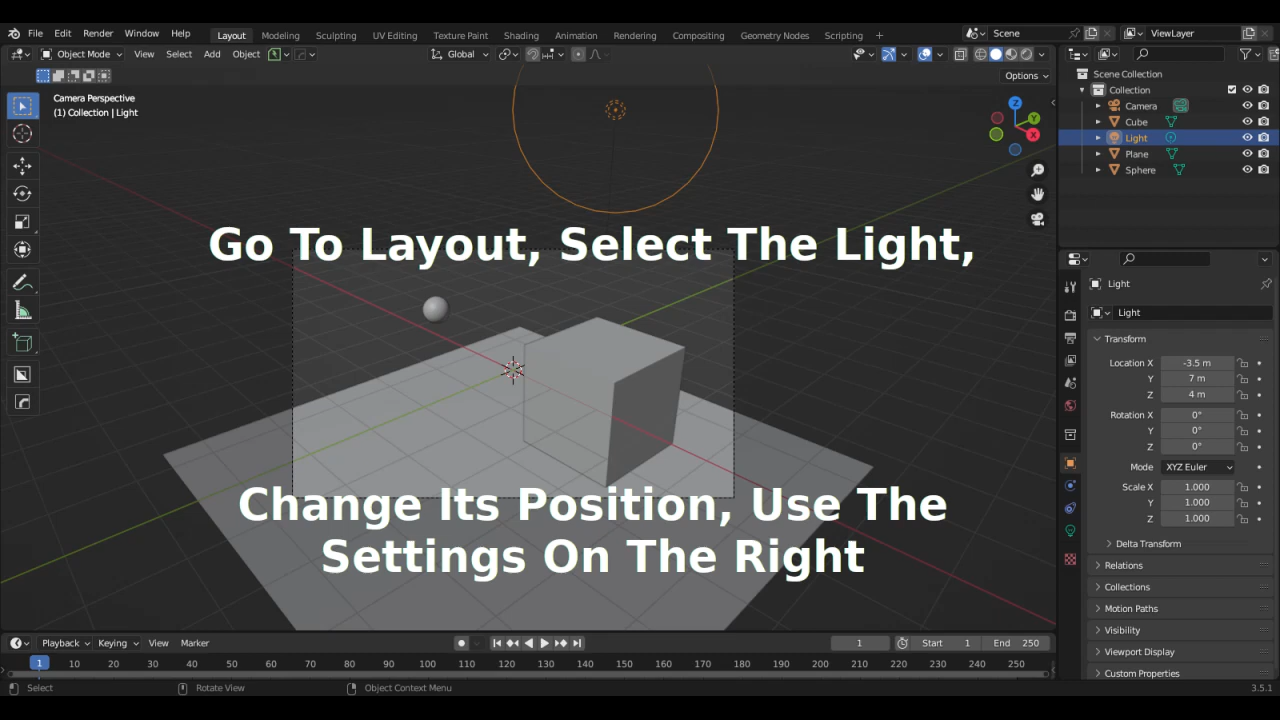 File Edit Render Window Help Layout Modeling Sculpting UV Editing Texture Paint Shading Animation Rendering Compositing Geometry Nodes Scripting + Scene ViewLayer
Object Mode View Select Add Object Global
Options
Camera Perspective
(1) Collection | Light
Z
Y
X
Scene Collection
Collection
Camera
Cube
Light
Plane
Sphere
Go To Layout, Select The Light,
Change Its Position, Use The
Settings On The Right
Light
Light
Transform
Location X -3.5 m
Y 7 m
Z 4 m
Rotation X 0°
Y 0°
Z 0°
Mode XYZ Euler
Scale X 1.000
Y 1.000
Z 1.000
Delta Transform
Relations
Collections
Motion Paths
Visibility
Viewport Display
Custom Properties
Playback Keying View Marker 1 Start 1 End 250
1 10 20 30 40 50 60 70 80 90 100 110 120 130 140 150 160 170 180 190 200 210 220 230 240 250
Select Rotate View Object Context Menu 3.5.1